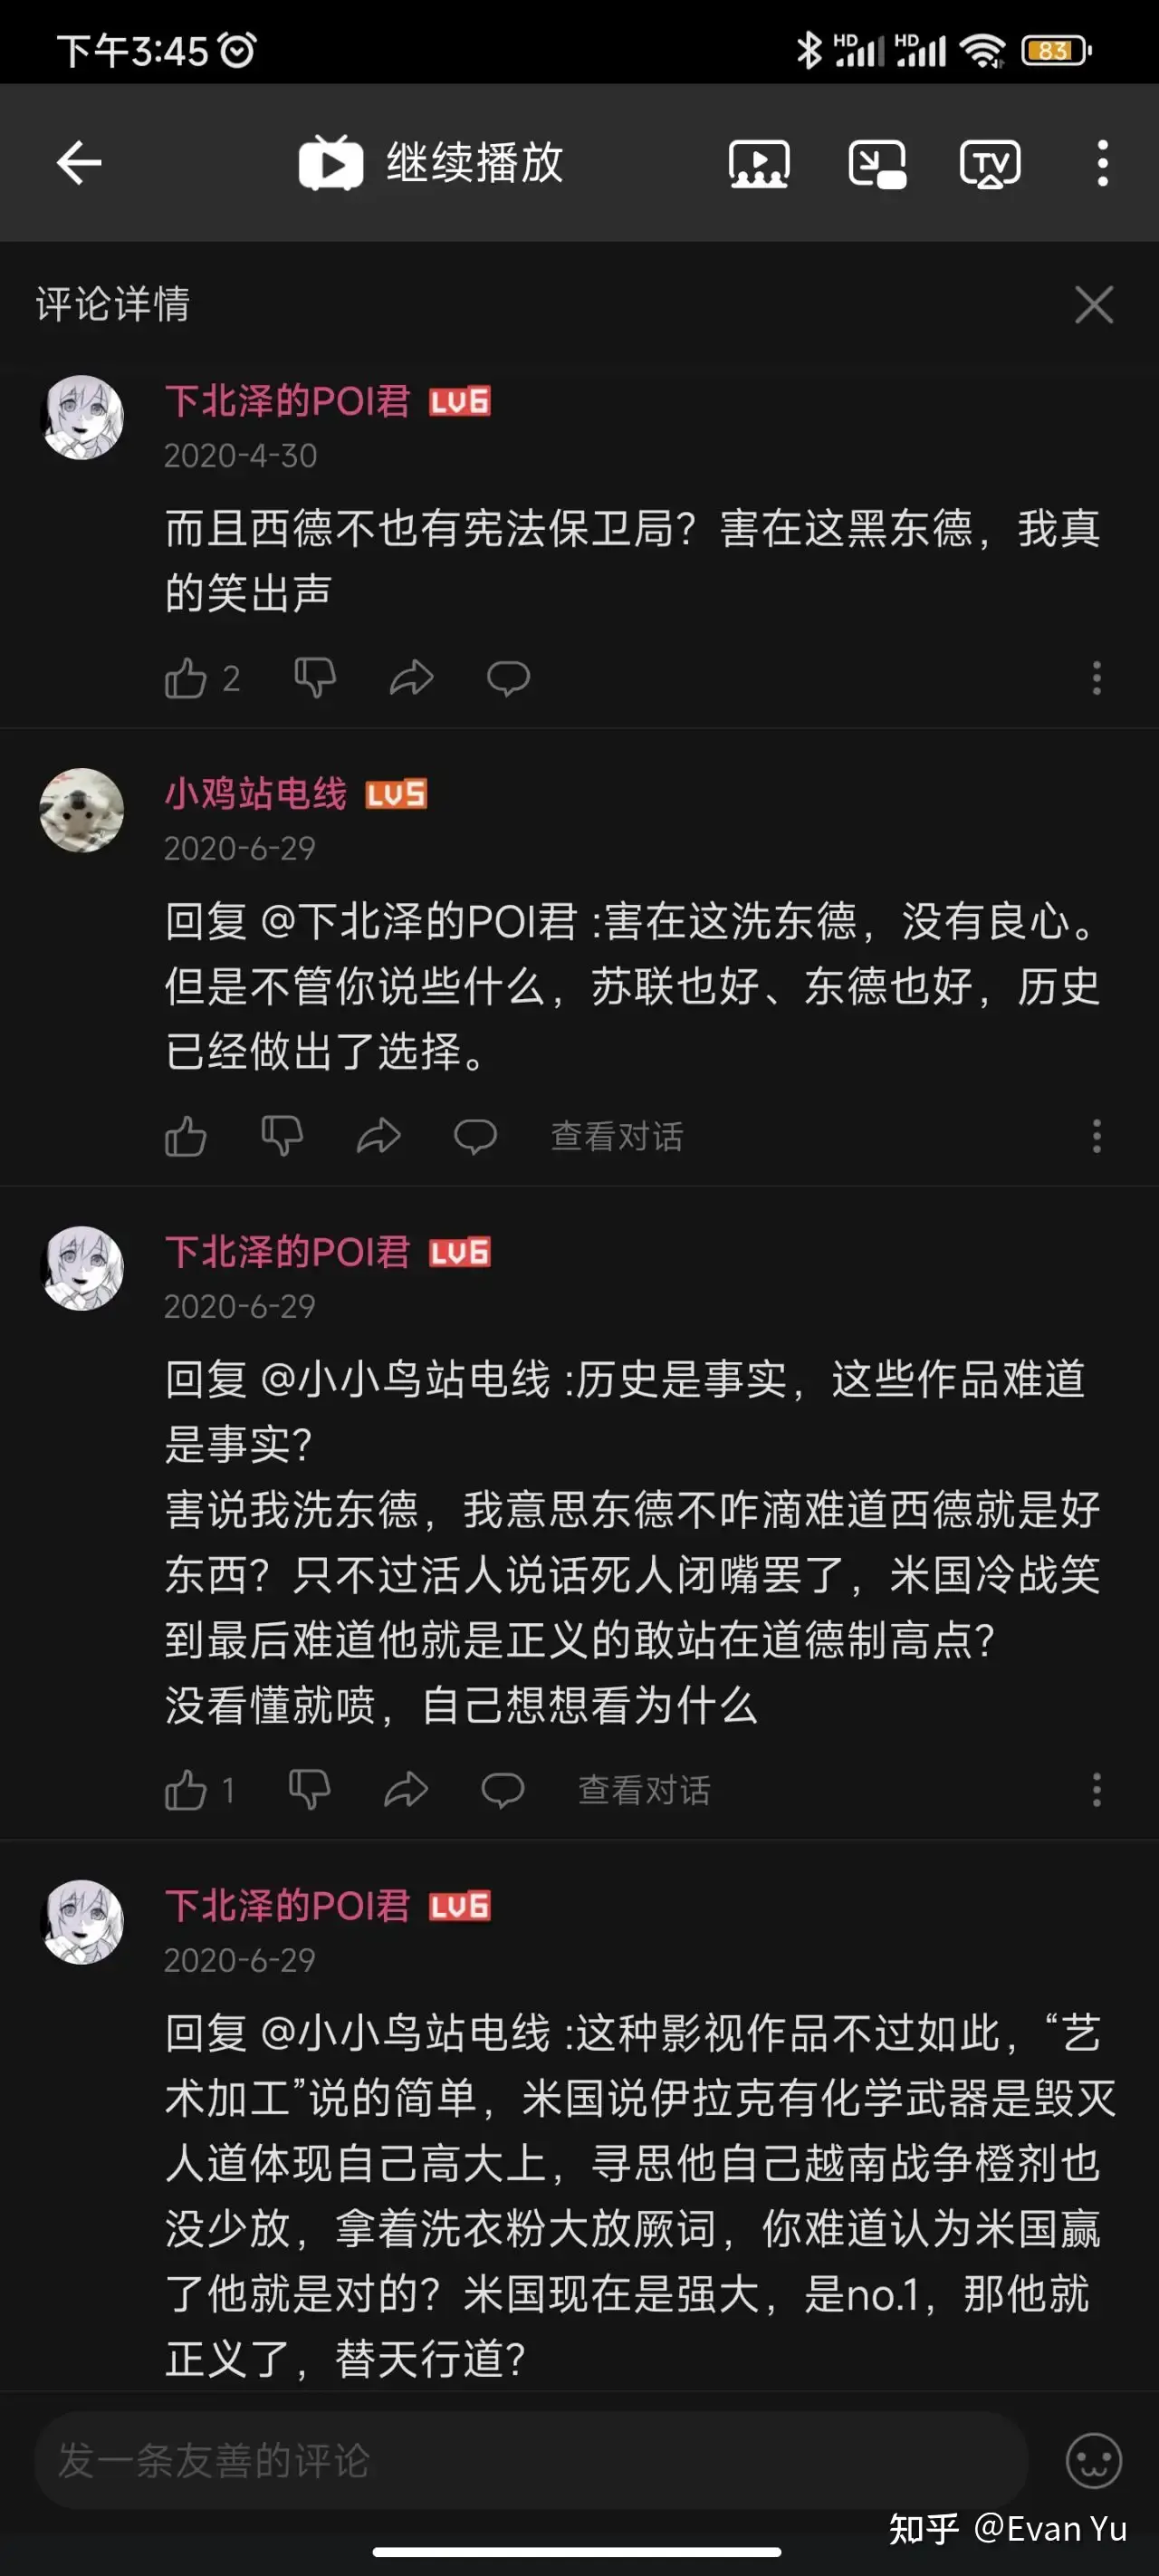 下午3:45
HD HD 83
继续播放
TV
评论详情
下北泽的POI君 LV6
2020-4-30
而且西德不也有宪法保卫局？害在这黑东德，我真
的笑出声
2
小鸡站电线 LV5
2020-6-29
回复 @下北泽的POI君 :害在这洗东德，没有良心。
但是不管你说些什么，苏联也好、东德也好，历史
已经做出了选择。
查看对话
下北泽的POI君 LV6
2020-6-29
回复 @小小鸟站电线 :历史是事实，这些作品难道
是事实？
害说我洗东德，我意思东德不咋滴难道西德就是好
东西？只不过活人说话死人闭嘴罢了，米国冷战笑
到最后难道他就是正义的敢站在道德制高点？
没看懂就喷，自己想想看为什么
1 查看对话
下北泽的POI君 LV6
2020-6-29
回复 @小小鸟站电线 :这种影视作品不过如此，“艺
术加工”说的简单，米国说伊拉克有化学武器是毁灭
人道体现自己高大上，寻思他自己越南战争橙剂也
没少放，拿着洗衣粉大放厥词，你难道认为米国赢
了他就是对的？米国现在是强大，是no.1，那他就
正义了，替天行道？
发一条友善的评论
知乎 @Evan Yu